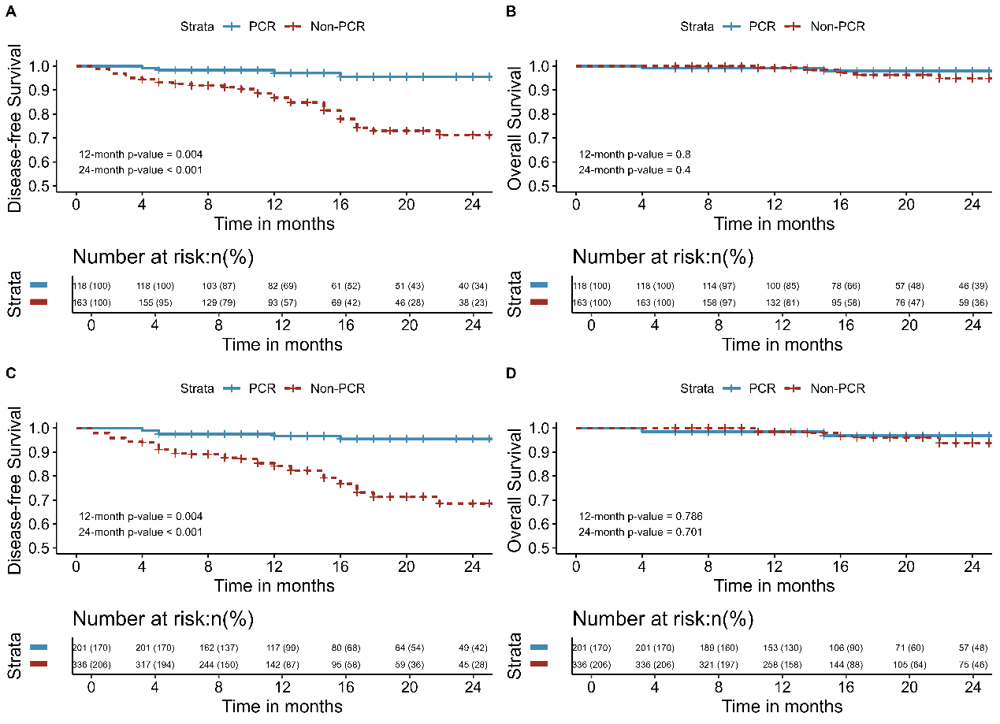 A
Strata PCR Non-PCR
Disease-free Survival
1.0
0.9
0.8
0.7
0.6
0.5
12-month p-value = 0.004
24-month p-value < 0.001
0 4 8 12 16 20 24
Time in months
Number at risk:n(%)
Strata
118 (100) 118 (100) 103 (87) 82 (69) 61 (52) 51 (43) 40 (34)
163 (100) 155 (95) 129 (79) 93 (57) 69 (42) 46 (28) 38 (23)
0 4 8 12 16 20 24
Time in months
B
Strata PCR Non-PCR
Overall Survival
1.0
0.9
0.8
0.7
0.6
0.5
12-month p-value = 0.8
24-month p-value = 0.4
0 4 8 12 16 20 24
Time in months
Number at risk:n(%)
Strata
118 (100) 118 (100) 114 (97) 100 (85) 78 (66) 57 (48) 46 (39)
163 (100) 163 (100) 158 (97) 132 (81) 95 (58) 76 (47) 59 (36)
0 4 8 12 16 20 24
Time in months
C
Strata PCR Non-PCR
Disease-free Survival
1.0
0.9
0.8
0.7
0.6
0.5
12-month p-value = 0.004
24-month p-value < 0.001
0 4 8 12 16 20 24
Time in months
Number at risk:n(%)
Strata
201 (170) 201 (170) 162 (137) 117 (99) 80 (68) 64 (54) 49 (42)
336 (206) 317 (194) 244 (150) 142 (87) 95 (58) 59 (36) 45 (28)
0 4 8 12 16 20 24
Time in months
D
Strata PCR Non-PCR
Overall Survival
1.0
0.9
0.8
0.7
0.6
0.5
12-month p-value = 0.786
24-month p-value = 0.701
0 4 8 12 16 20 24
Time in months
Number at risk:n(%)
Strata
201 (170) 201 (170) 189 (160) 153 (130) 106 (90) 71 (60) 57 (48)
336 (206) 336 (206) 321 (197) 258 (158) 144 (88) 105 (64) 75 (46)
0 4 8 12 16 20 24
Time in months